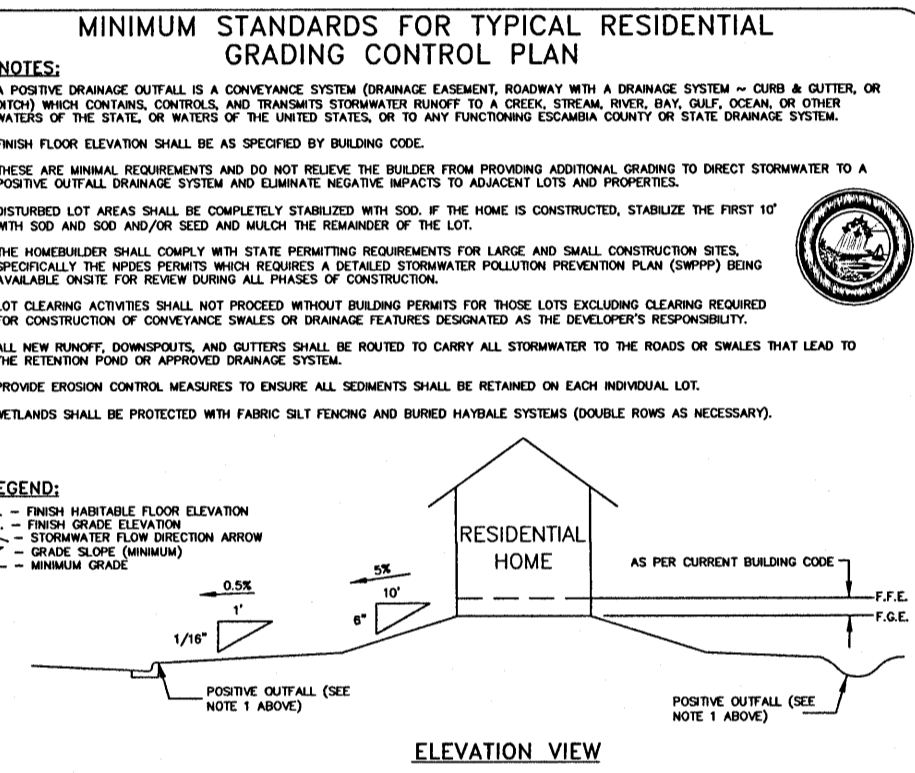 MINIMUM STANDARDS FOR TYPICAL RESIDENTIAL
GRADING CONTROL PLAN
NOTES:
A POSITIVE DRAINAGE OUTFALL IS A CONVEYANCE SYSTEM (DRAINAGE EASEMENT, ROADWAY WITH A DRAINAGE SYSTEM ~ CURB & GUTTER, OR
DITCH) WHICH CONTAINS, CONTROLS, AND TRANSMITS STORMWATER RUNOFF TO A CREEK, STREAM, RIVER, BAY, GULF, OCEAN, OR OTHER
WATERS OF THE STATE, OR WATERS OF THE UNITED STATES, OR TO ANY FUNCTIONING ESCAMBIA COUNTY OR STATE DRAINAGE SYSTEM.
FINISH FLOOR ELEVATION SHALL BE AS SPECIFIED BY BUILDING CODE.
THESE ARE MINIMAL REQUIREMENTS AND DO NOT RELIEVE THE BUILDER FROM PROVIDING ADDITIONAL GRADING TO DIRECT STORMWATER TO A
POSITIVE OUTFALL DRAINAGE SYSTEM AND ELIMINATE NEGATIVE IMPACTS TO ADJACENT LOTS AND PROPERTIES.
DISTURBED LOT AREAS SHALL BE COMPLETELY STABILIZED WITH SOD. IF THE HOME IS CONSTRUCTED, STABILIZE THE FIRST 10'
WITH SOD AND SOD AND/OR SEED AND MULCH THE REMAINDER OF THE LOT.
THE HOMEBUILDER SHALL COMPLY WITH STATE PERMITTING REQUIREMENTS FOR LARGE AND SMALL CONSTRUCTION SITES,
SPECIFICALLY THE NPDES PERMITS WHICH REQUIRES A DETAILED STORMWATER POLLUTION PREVENTION PLAN (SWPPP) BEING
AVAILABLE ONSITE FOR REVIEW DURING ALL PHASES OF CONSTRUCTION.
LOT CLEARING ACTIVITIES SHALL NOT PROCEED WITHOUT BUILDING PERMITS FOR THOSE LOTS EXCLUDING CLEARING REQUIRED
FOR CONSTRUCTION OF CONVEYANCE SWALES OR DRAINAGE FEATURES DESIGNATED AS THE DEVELOPER'S RESPONSIBILITY.
ALL NEW RUNOFF, DOWNSPOUTS, AND GUTTERS SHALL BE ROUTED TO CARRY ALL STORMWATER TO THE ROADS OR SWALES THAT LEAD TO
THE RETENTION POND OR APPROVED DRAINAGE SYSTEM.
PROVIDE EROSION CONTROL MEASURES TO ENSURE ALL SEDIMENTS SHALL BE RETAINED ON EACH INDIVIDUAL LOT.
WETLANDS SHALL BE PROTECTED WITH FABRIC SILT FENCING AND BURIED HAYBALE SYSTEMS (DOUBLE ROWS AS NECESSARY).
EGEND:
. – FINISH HABITABLE FLOOR ELEVATION
. – FINISH GRADE ELEVATION
– STORMWATER FLOW DIRECTION ARROW
– GRADE SLOPE (MINIMUM)
– MINIMUM GRADE
RESIDENTIAL
HOME
AS PER CURRENT BUILDING CODE
F.F.E.
F.G.E.
0.5%
1'
1/16"
5%
10'
6"
POSITIVE OUTFALL (SEE
NOTE 1 ABOVE)
POSITIVE OUTFALL (SEE
NOTE 1 ABOVE)
ELEVATION VIEW